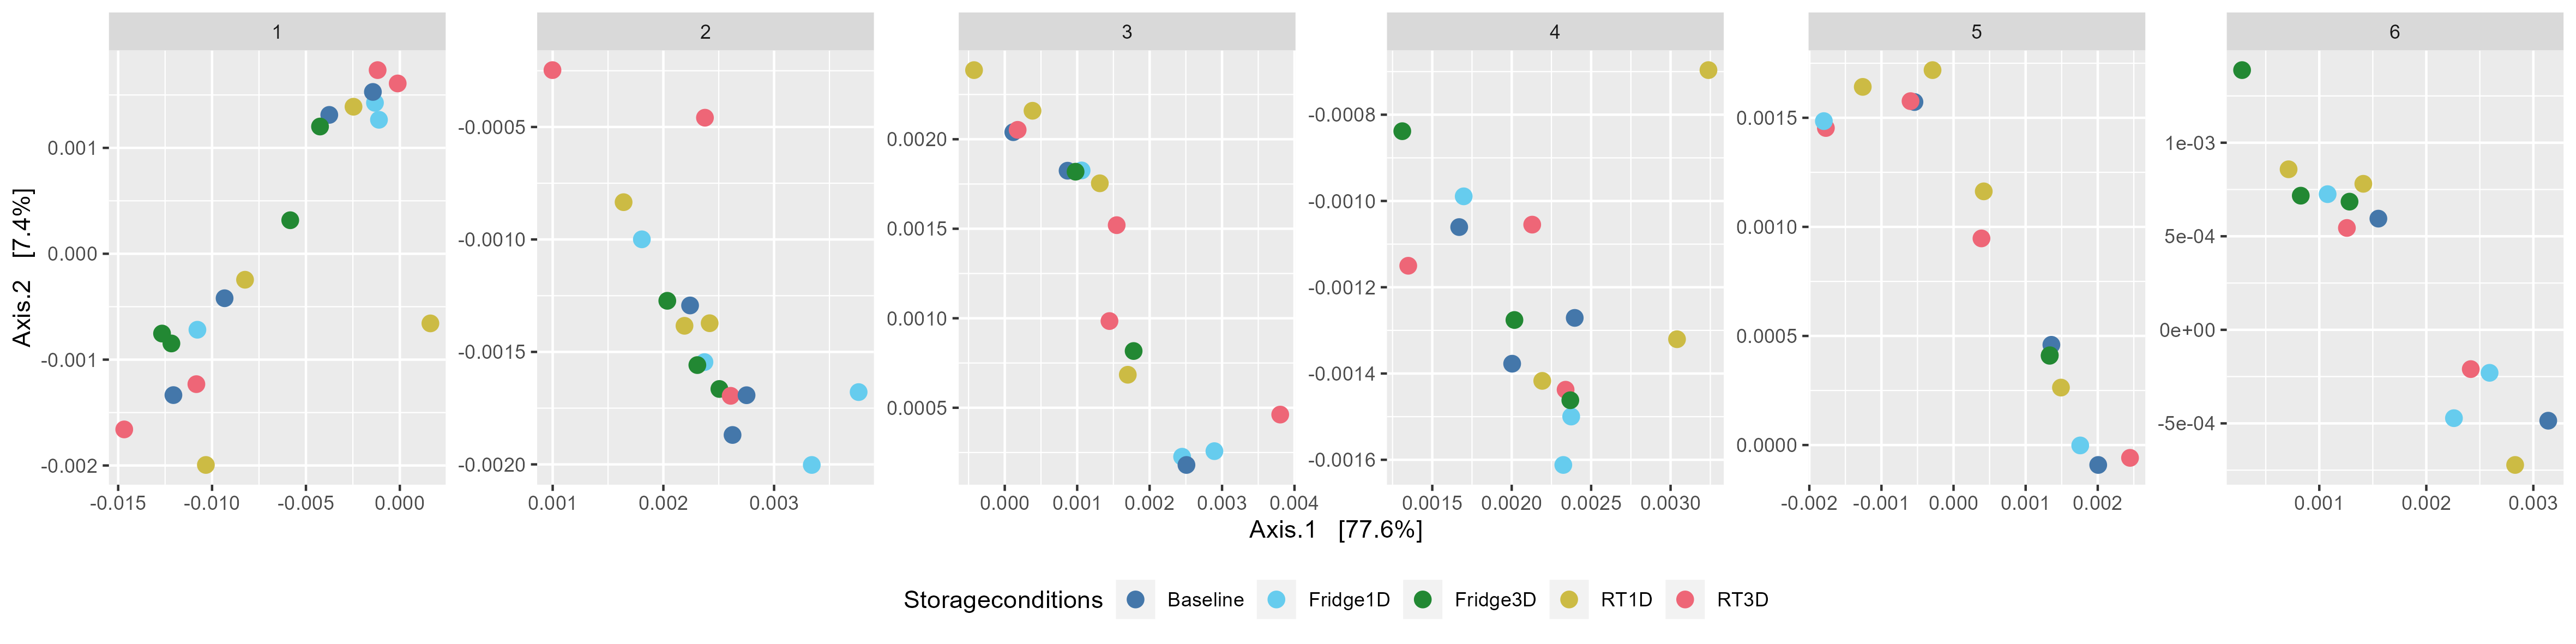 1 2 3 4 5 6
Axis.2 [7.4%]
0.001
0.000
-0.001
-0.002
-0.015 -0.010 -0.005 0.000
-0.0005
-0.0010
-0.0015
-0.0020
0.001 0.002 0.003
0.0020
0.0015
0.0010
0.0005
0.000 0.001 0.002 0.003 0.004
-0.0008
-0.0010
-0.0012
-0.0014
-0.0016
0.0015 0.0020 0.0025 0.0030
0.0015
0.0010
0.0005
0.0000
-0.002 -0.001 0.000 0.001 0.002
1e-03
5e-04
0e+00
-5e-04
0.001 0.002 0.003
Axis.1 [77.6%]
Storageconditions Baseline Fridge1D Fridge3D RT1D RT3D